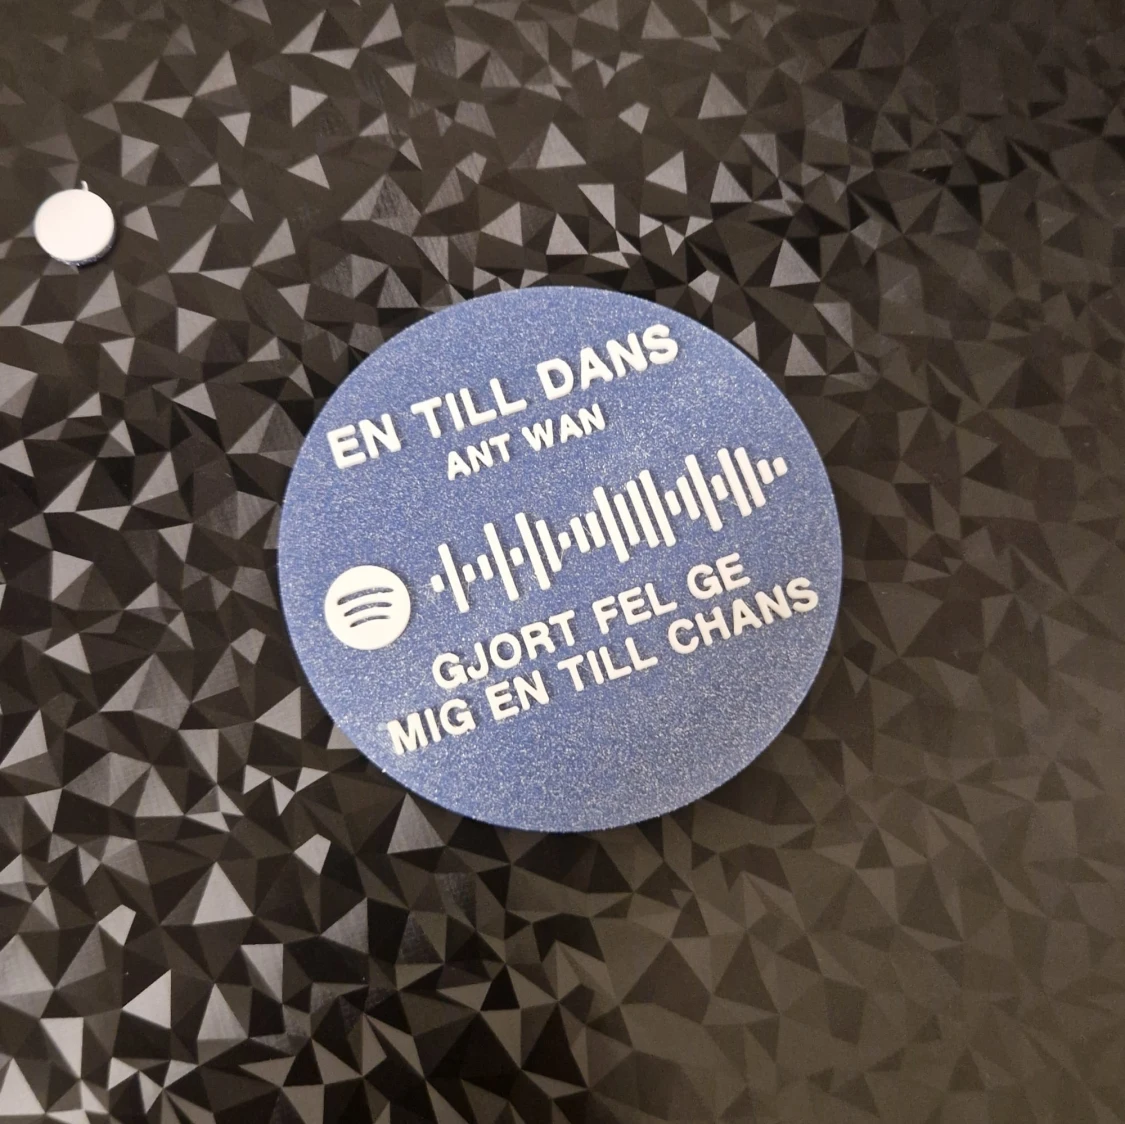 EN TILL DANS
ANT WAN
GJORT FEL GE
MIG EN TILL CHANS